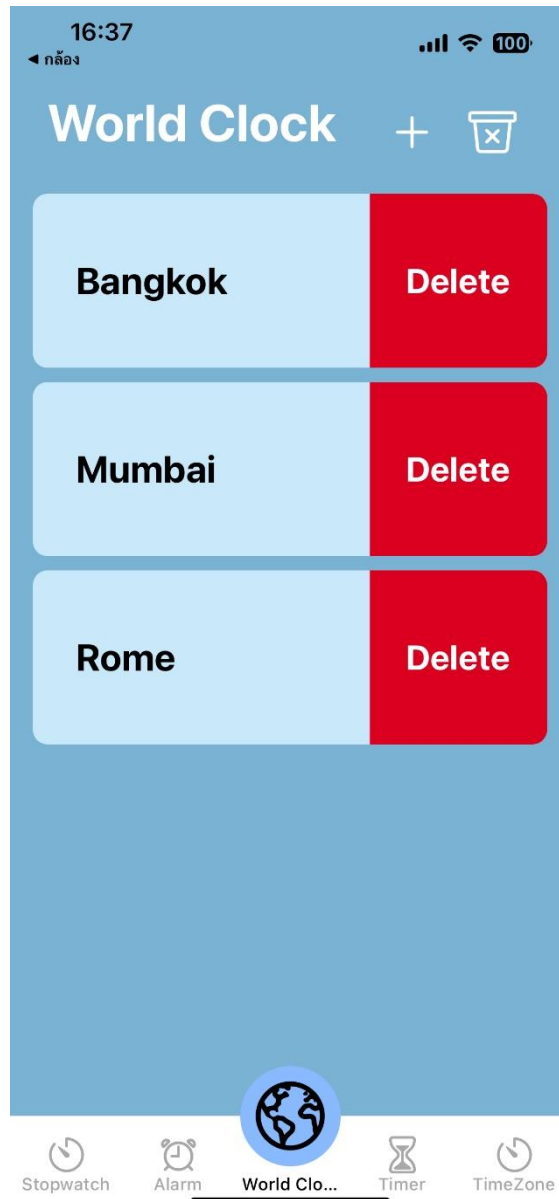 16:37
◀ กล้อง
100
World Clock
Bangkok
Delete
Mumbai
Delete
Rome
Delete
Stopwatch
Alarm
World Clo...
Timer
TimeZone